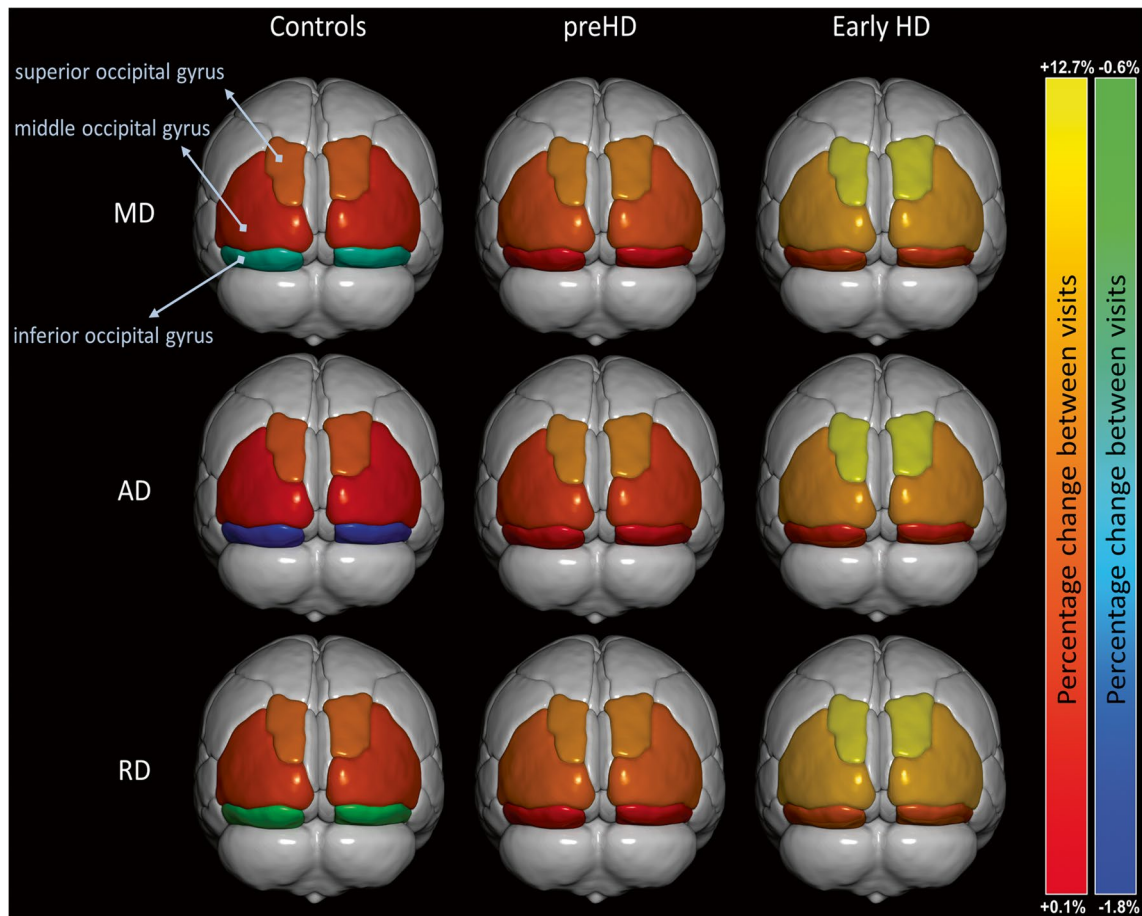 Controls preHD Early HD
+12.7% -0.6%
superior occipital gyrus
middle occipital gyrus
MD
inferior occipital gyrus
AD
RD
Percentage change between visits
Percentage change between visits
+0.1% -1.8%